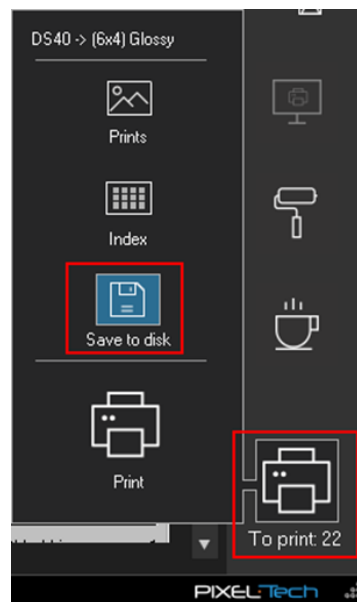 DS40 -> (6x4) Glossy
Prints
Index
Save to disk
Print
To print: 22
PIXEL-Tech